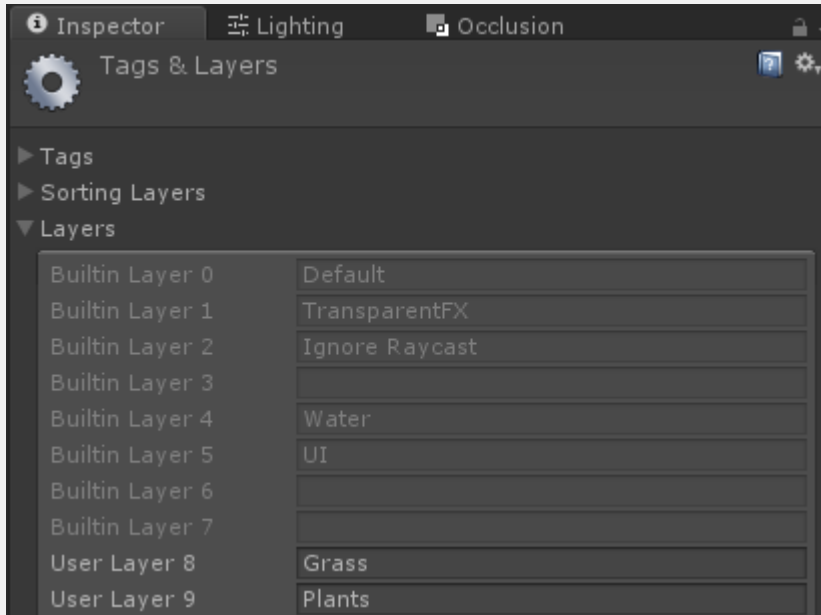 Inspector Lighting Occlusion
Tags & Layers
Tags
Sorting Layers
Layers
Builtin Layer 0 Default
Builtin Layer 1 TransparentFX
Builtin Layer 2 Ignore Raycast
Builtin Layer 3
Builtin Layer 4 Water
Builtin Layer 5 UI
Builtin Layer 6
Builtin Layer 7
User Layer 8 Grass
User Layer 9 Plants